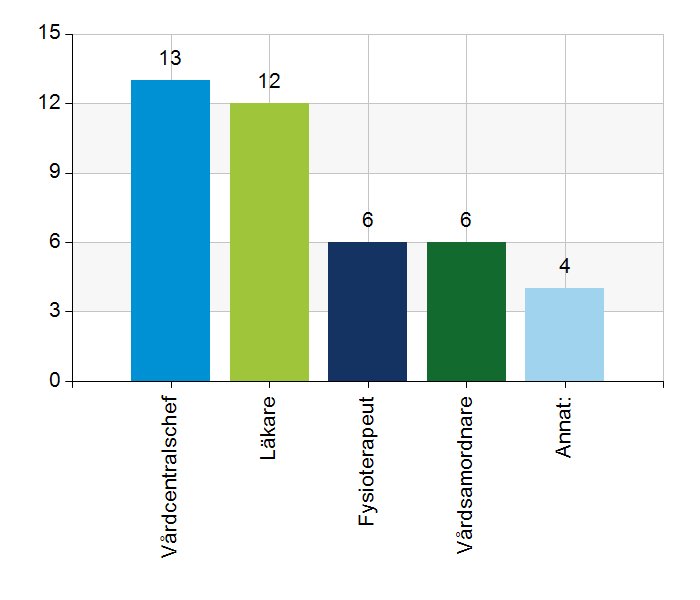 15
12
9
6
3
0
13
12
6
6
4
Vårdcentralschef
Läkare
Fysioterapeut
Vårdsamordnare
Annat: